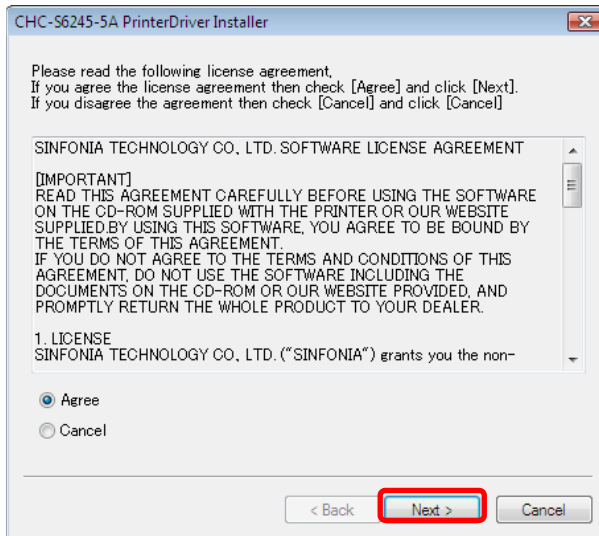 CHC-S6245-5A PrinterDriver Installer
Please read the following license agreement,
If you agree the license agreement then check [Agree] and click [Next].
If you disagree the agreement then check [Cancel] and click [Cancel]
SINFONIA TECHNOLOGY CO, LTD. SOFTWARE LICENSE AGREEMENT
[IMPORTANT]
READ THIS AGREEMENT CAREFULLY BEFORE USING THE SOFTWARE
ON THE CD-ROM SUPPLIED WITH THE PRINTER OR OUR WEBSITE
SUPPLIED.BY USING THIS SOFTWARE, YOU AGREE TO BE BOUND BY
THE TERMS OF THIS AGREEMENT.
IF YOU DO NOT AGREE TO THE TERMS AND CONDITIONS OF THIS
AGREEMENT, DO NOT USE THE SOFTWARE INCLUDING THE
DOCUMENTS ON THE CD-ROM OR OUR WEBSITE PROVIDED, AND
PROMPTLY RETURN THE WHOLE PRODUCT TO YOUR DEALER.
1. LICENSE
SINFONIA TECHNOLOGY CO, LTD. ("SINFONIA") grants you the non-
Agree
Cancel
< Back Next > Cancel